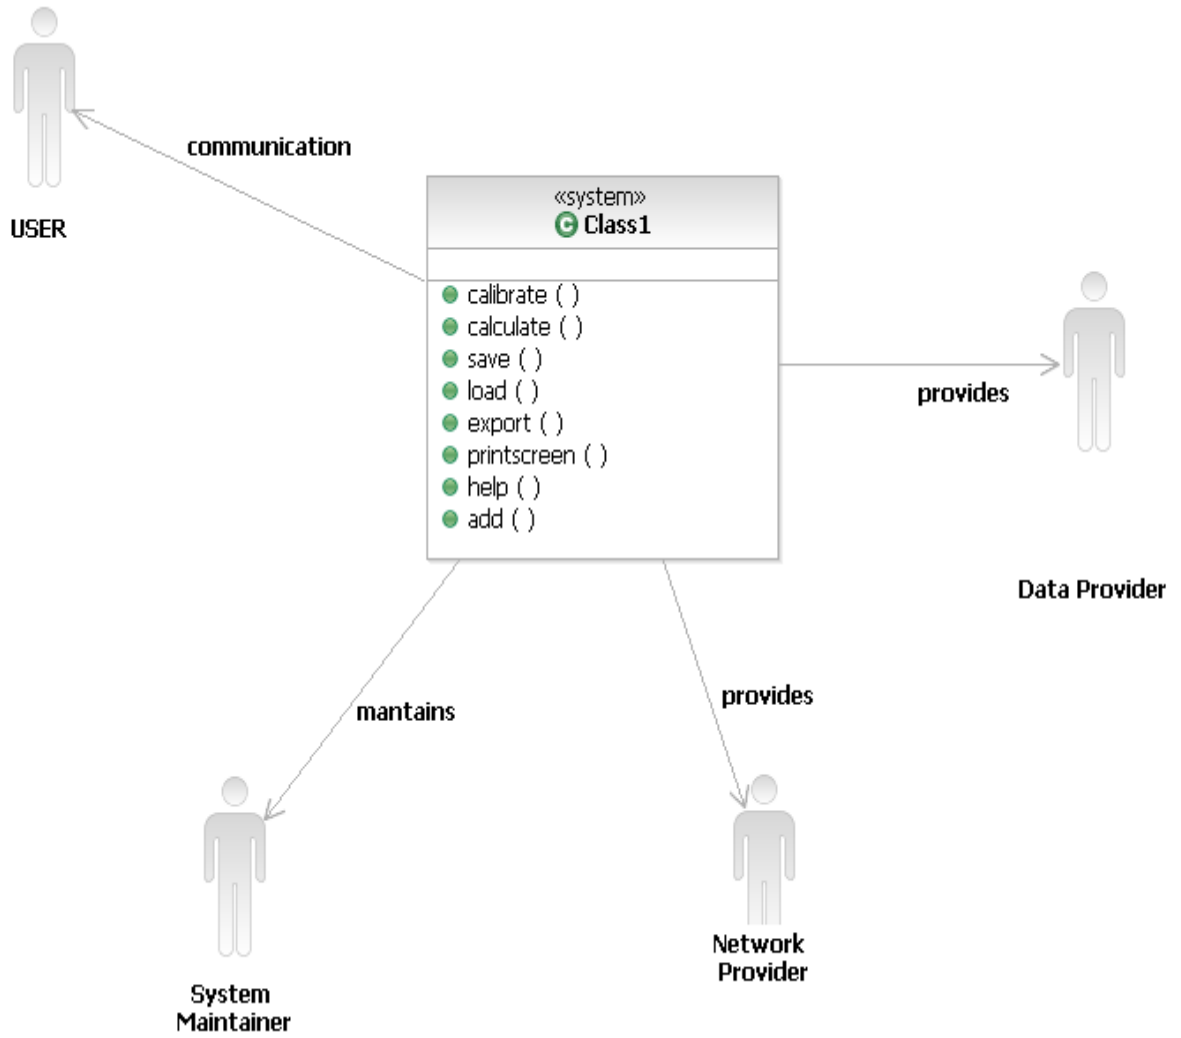 communication
USER
«system»
C Class1
calibrate ( )
calculate ( )
save ( )
load ( )
export ( )
printscreen ( )
help ( )
add ( )
provides
Data Provider
mantains
provides
System
Maintainer
Network
Provider